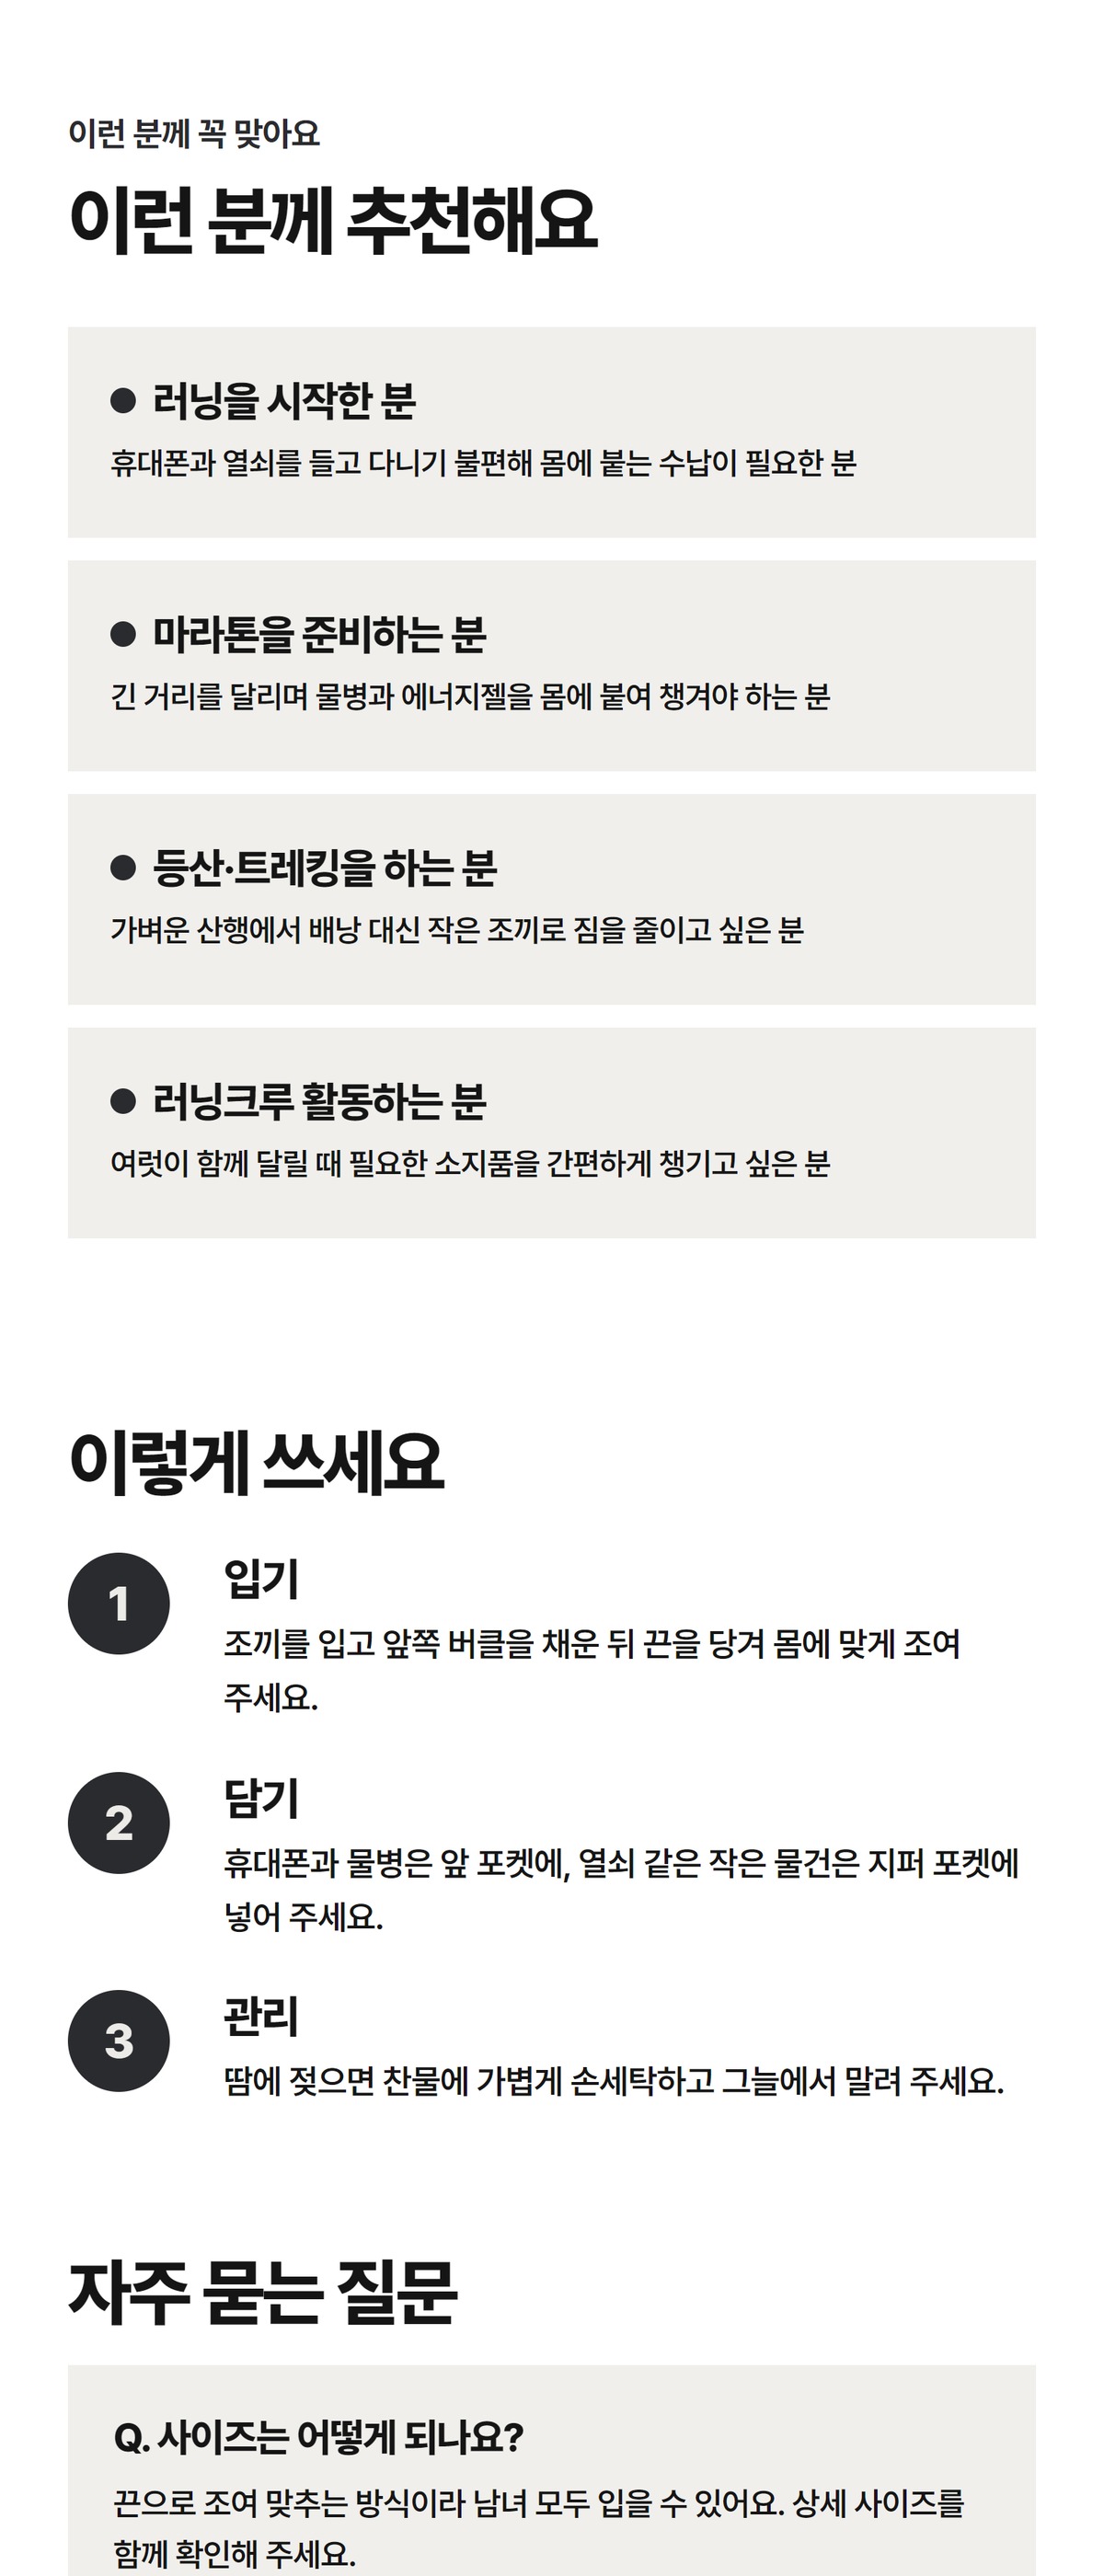 이런 분께 꼭 맞아요
이런 분께 추천해요
러닝을 시작한 분
휴대폰과 열쇠를 들고 다니기 불편해 몸에 붙는 수납이 필요한 분
마라톤을 준비하는 분
긴 거리를 달리며 물병과 에너지젤을 몸에 붙여 챙겨야 하는 분
등산·트레킹을 하는 분
가벼운 산행에서 배낭 대신 작은 조끼로 짐을 줄이고 싶은 분
러닝크루 활동하는 분
여럿이 함께 달릴 때 필요한 소지품을 간편하게 챙기고 싶은 분
이렇게 쓰세요
1
입기
조끼를 입고 앞쪽 버클을 채운 뒤 끈을 당겨 몸에 맞게 조여
주세요.
2
담기
휴대폰과 물병은 앞 포켓에, 열쇠 같은 작은 물건은 지퍼 포켓에
넣어 주세요.
3
관리
땀에 젖으면 찬물에 가볍게 손세탁하고 그늘에서 말려 주세요.
자주 묻는 질문
Q. 사이즈는 어떻게 되나요?
끈으로 조여 맞추는 방식이라 남녀 모두 입을 수 있어요. 상세 사이즈를
함께 확인해 주세요.